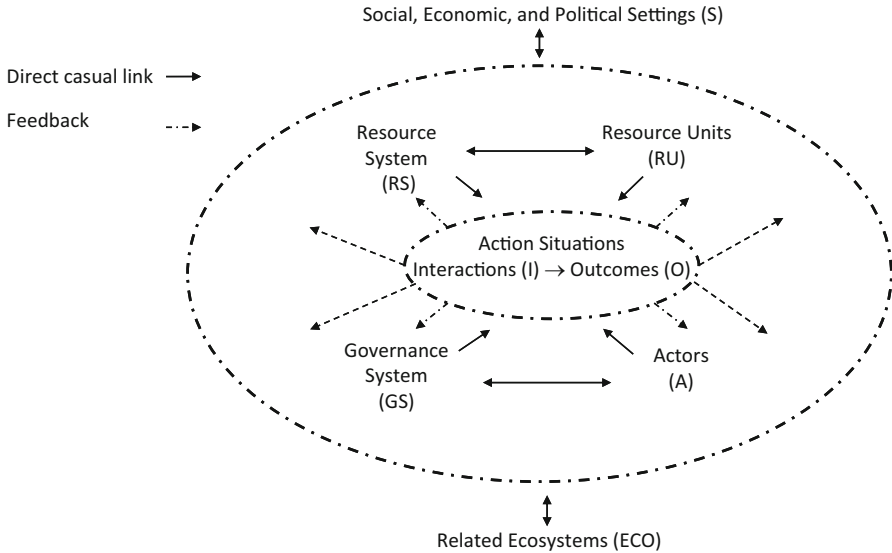 Social, Economic, and Political Settings (S)
Direct casual link
Feedback
Resource
System
(RS)
Resource Units
(RU)
Action Situations
Interactions (I) → Outcomes (O)
Governance
System
(GS)
Actors
(A)
Related Ecosystems (ECO)